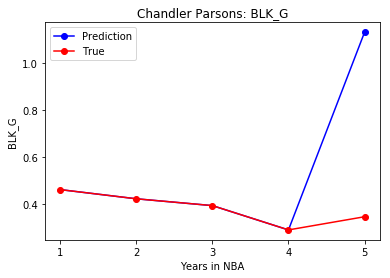 Chandler Parsons: BLK_G
Prediction
True
BLK_G
1.0
0.8
0.6
0.4
1 2 3 4 5
Years in NBA